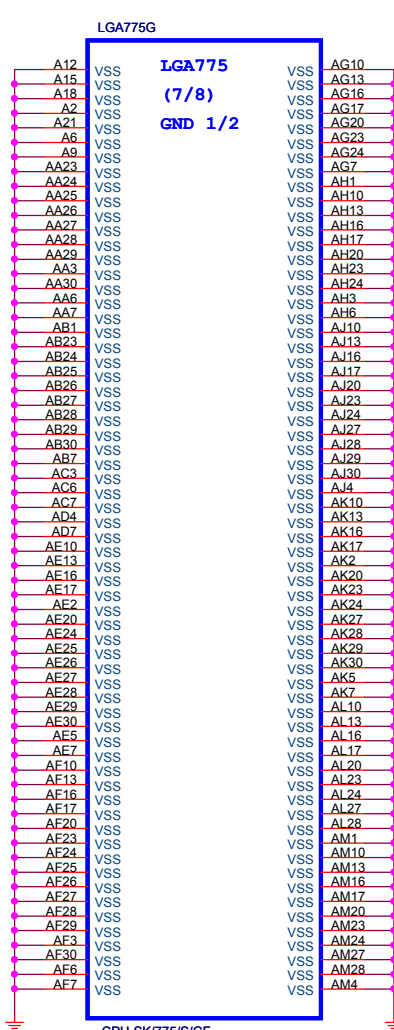 LGA775G
A12 VSS LGA775 VSS AG10
A15 VSS VSS AG13
A18 VSS (7/8) VSS AG16
A2 VSS VSS AG17
A21 VSS GND 1/2 VSS AG20
A6 VSS VSS AG23
A9 VSS VSS AG24
AA23 VSS VSS AG7
AA24 VSS VSS AH1
AA25 VSS VSS AH10
AA26 VSS VSS AH13
AA27 VSS VSS AH16
AA28 VSS VSS AH17
AA29 VSS VSS AH20
AA3 VSS VSS AH23
AA30 VSS VSS AH24
AA6 VSS VSS AH3
AA7 VSS VSS AH6
AB1 VSS VSS AJ10
AB23 VSS VSS AJ13
AB24 VSS VSS AJ16
AB25 VSS VSS AJ17
AB26 VSS VSS AJ20
AB27 VSS VSS AJ23
AB28 VSS VSS AJ24
AB29 VSS VSS AJ27
AB30 VSS VSS AJ28
AB7 VSS VSS AJ29
AC3 VSS VSS AJ30
AC6 VSS VSS AJ4
AC7 VSS VSS AK10
AD4 VSS VSS AK13
AD7 VSS VSS AK16
AE10 VSS VSS AK17
AE13 VSS VSS AK2
AE16 VSS VSS AK20
AE17 VSS VSS AK23
AE2 VSS VSS AK24
AE20 VSS VSS AK27
AE24 VSS VSS AK28
AE25 VSS VSS AK29
AE26 VSS VSS AK30
AE27 VSS VSS AK5
AE28 VSS VSS AK7
AE29 VSS VSS AL10
AE30 VSS VSS AL13
AE5 VSS VSS AL16
AE7 VSS VSS AL17
AF10 VSS VSS AL20
AF13 VSS VSS AL23
AF16 VSS VSS AL24
AF17 VSS VSS AL27
AF20 VSS VSS AL28
AF23 VSS VSS AM1
AF24 VSS VSS AM10
AF25 VSS VSS AM13
AF26 VSS VSS AM16
AF27 VSS VSS AM17
AF28 VSS VSS AM20
AF29 VSS VSS AM23
AF3 VSS VSS AM24
AF30 VSS VSS AM27
AF6 VSS VSS AM28
AF7 VSS VSS AM4